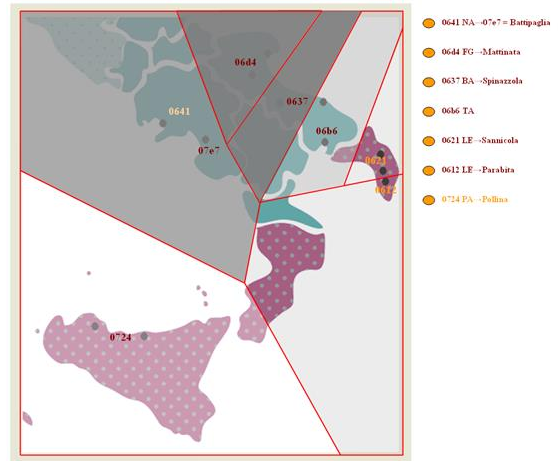 06d4
0637
0641
06b6
07e7
0621
0612
0724
0641 NA→07e7 = Battipaglia
06d4 FG→Mattinata
0637 BA→Spinazzola
06b6 TA
0621 LE→Sannicola
0612 LE→Parabita
0724 PA→Pollina